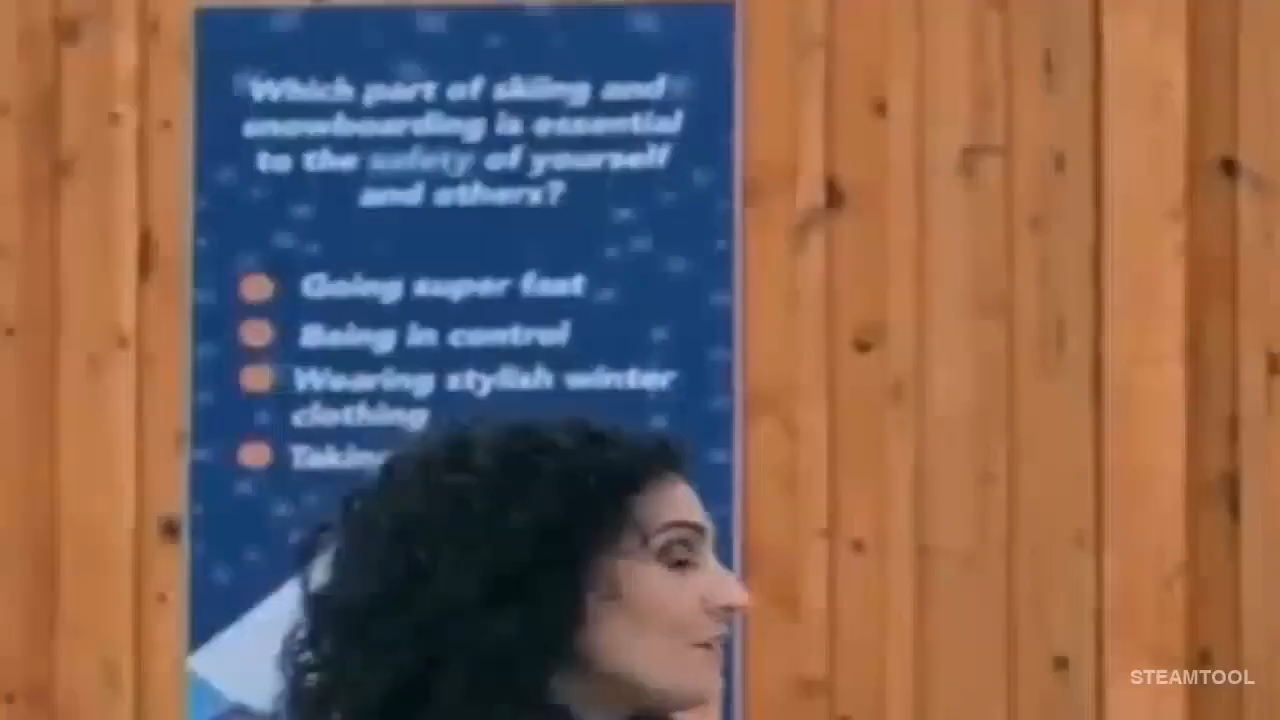 Which part of skiing and
snowboarding is essential
to the safety of yourself
and others?
Going super fast
Being in control
Wearing stylish winter
clothing
Taking
STEAMTOOL